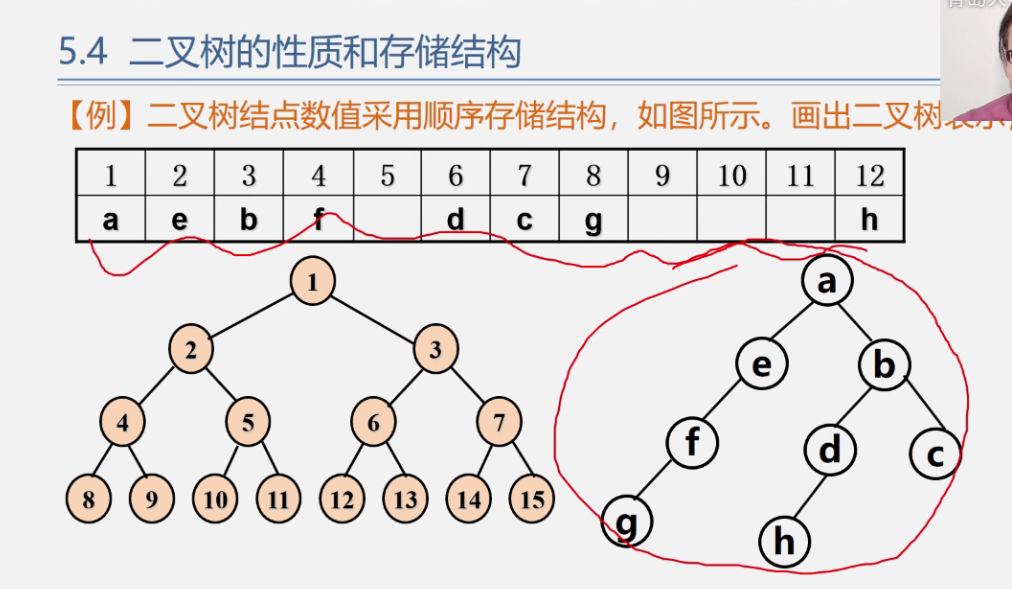 5.4 二叉树的性质和存储结构
【例】二叉树结点数值采用顺序存储结构，如图所示。画出二叉树表示
1 2 3 4 5 6 7 8 9 10 11 12
a e b f d c g h
1
2 3
4 5 6 7
8 9 10 11 12 13 14 15
a
e b
f d c
g h